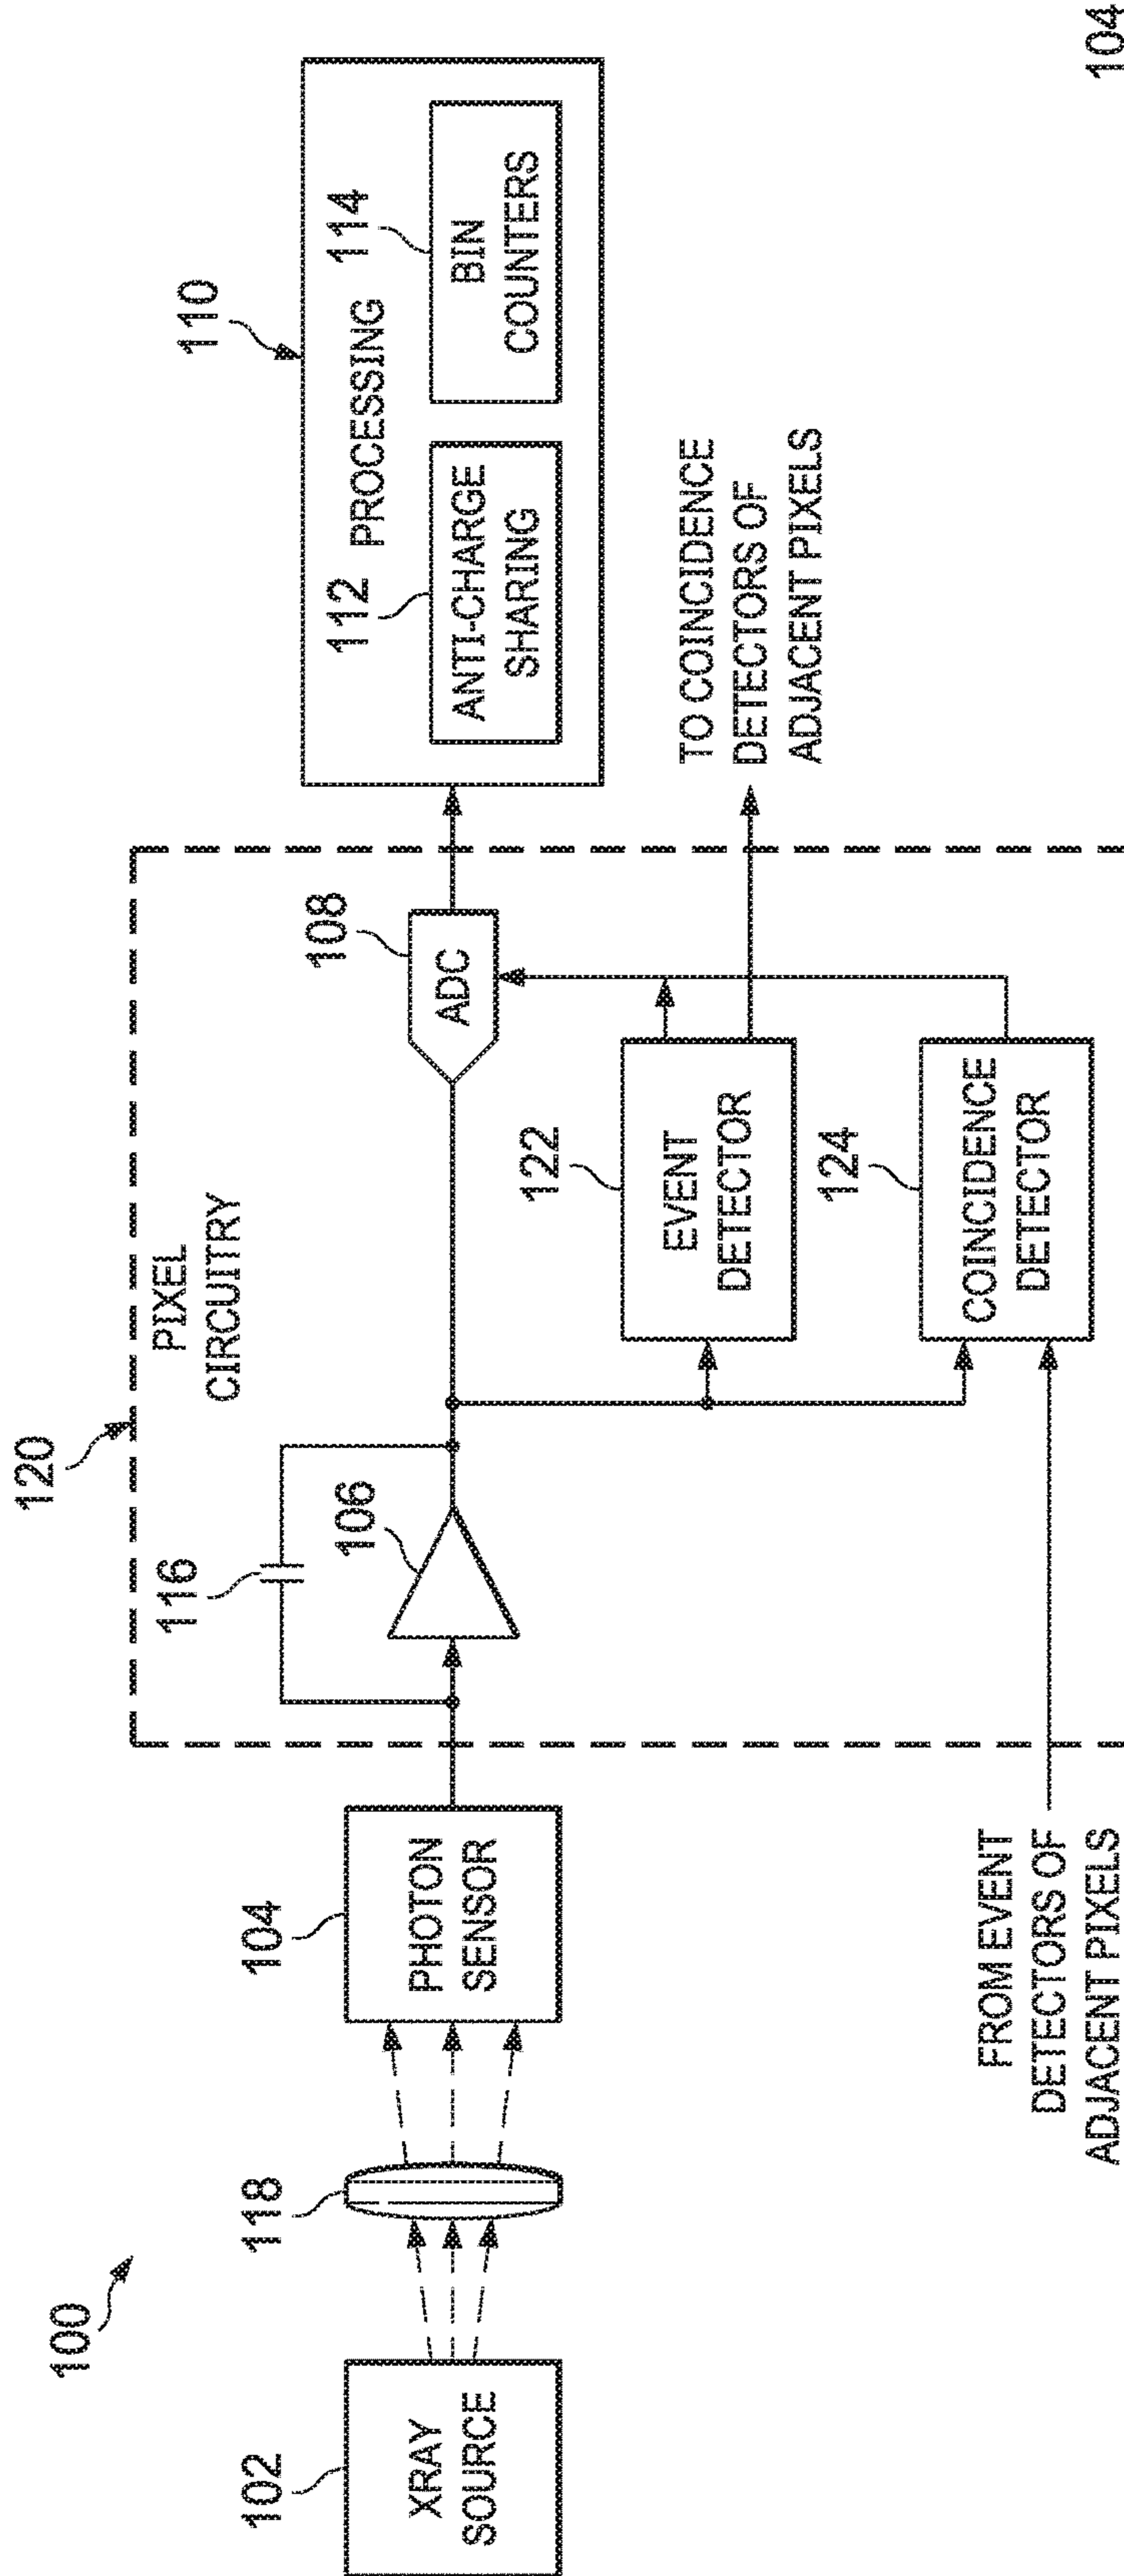 100
102
XRAY
SOURCE
118
104
PHOTON
SENSOR
120
PIXEL
CIRCUITRY
116
106
108
ADC
122
EVENT
DETECTOR
124
COINCIDENCE
DETECTOR
FROM EVENT
DETECTORS OF
ADJACENT PIXELS
TO COINCIDENCE
DETECTORS OF
ADJACENT PIXELS
110
PROCESSING
112
ANTI-CHARGE
SHARING
114
BIN
COUNTERS
104